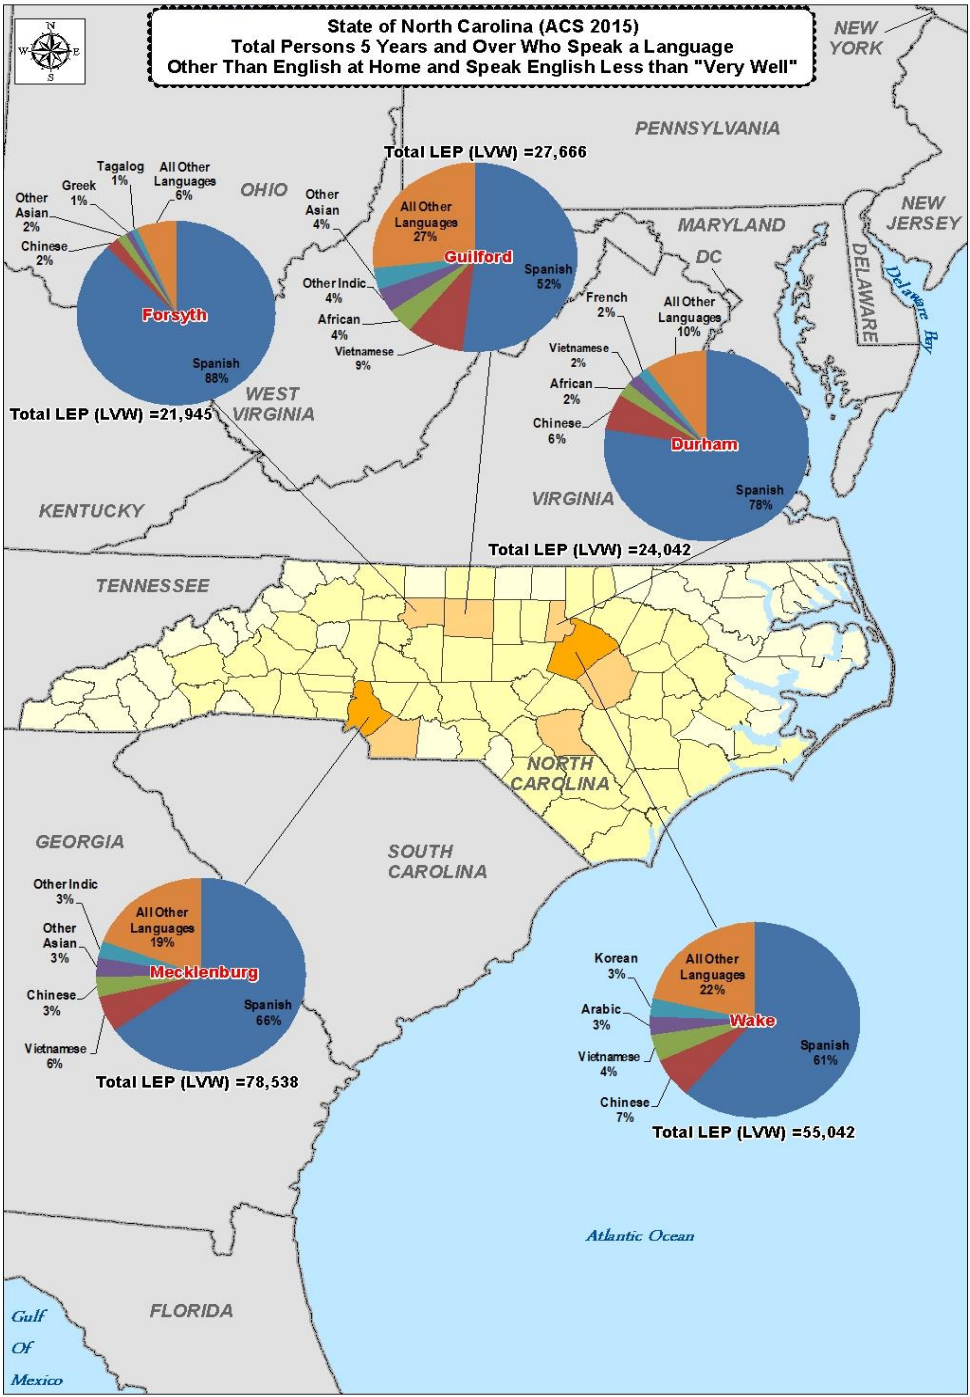 State of North Carolina (ACS 2015)
Total Persons 5 Years and Over Who Speak a Language
Other Than English at Home and Speak English Less than "Very Well"
N
W
E
S
NEW
YORK
PENNSYLVANIA
OHIO
NEW
JERSEY
MARYLAND
DC
DELAWARE
Delaware Bay
WEST
VIRGINIA
VIRGINIA
KENTUCKY
TENNESSEE
Tagalog
1%
All Other
Languages
6%
Greek
1%
Other
Asian
2%
Chinese
2%
Forsyth
Spanish
88%
Total LEP (LVW) =21,945
Total LEP (LVW) =27,666
Other
Asian
4%
All Other
Languages
27%
Guilford
Spanish
52%
Other Indic
4%
African
4%
Vietnamese
9%
French
2%
All Other
Languages
10%
Vietnamese
2%
African
2%
Chinese
6%
Durham
Spanish
78%
Total LEP (LVW) =24,042
NORTH
CAROLINA
GEORGIA
SOUTH
CAROLINA
Other Indic
3%
All Other
Languages
19%
Other
Asian
3%
Mecklenburg
Chinese
3%
Spanish
66%
Vietnamese
6%
Total LEP (LVW) =78,538
Korean
3%
All Other
Languages
22%
Arabic
3%
Wake
Vietnamese
4%
Spanish
61%
Chinese
7%
Total LEP (LVW) =55,042
Atlantic Ocean
FLORIDA
Gulf
Of
Mexico